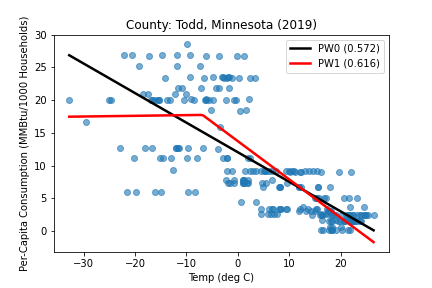 County: Todd, Minnesota (2019)
Per-Capita Consumption (MMBtu/1000 Households)
30
25
20
15
10
5
0
PW0 (0.572)
PW1 (0.616)
−30 −20 −10 0 10 20
Temp (deg C)